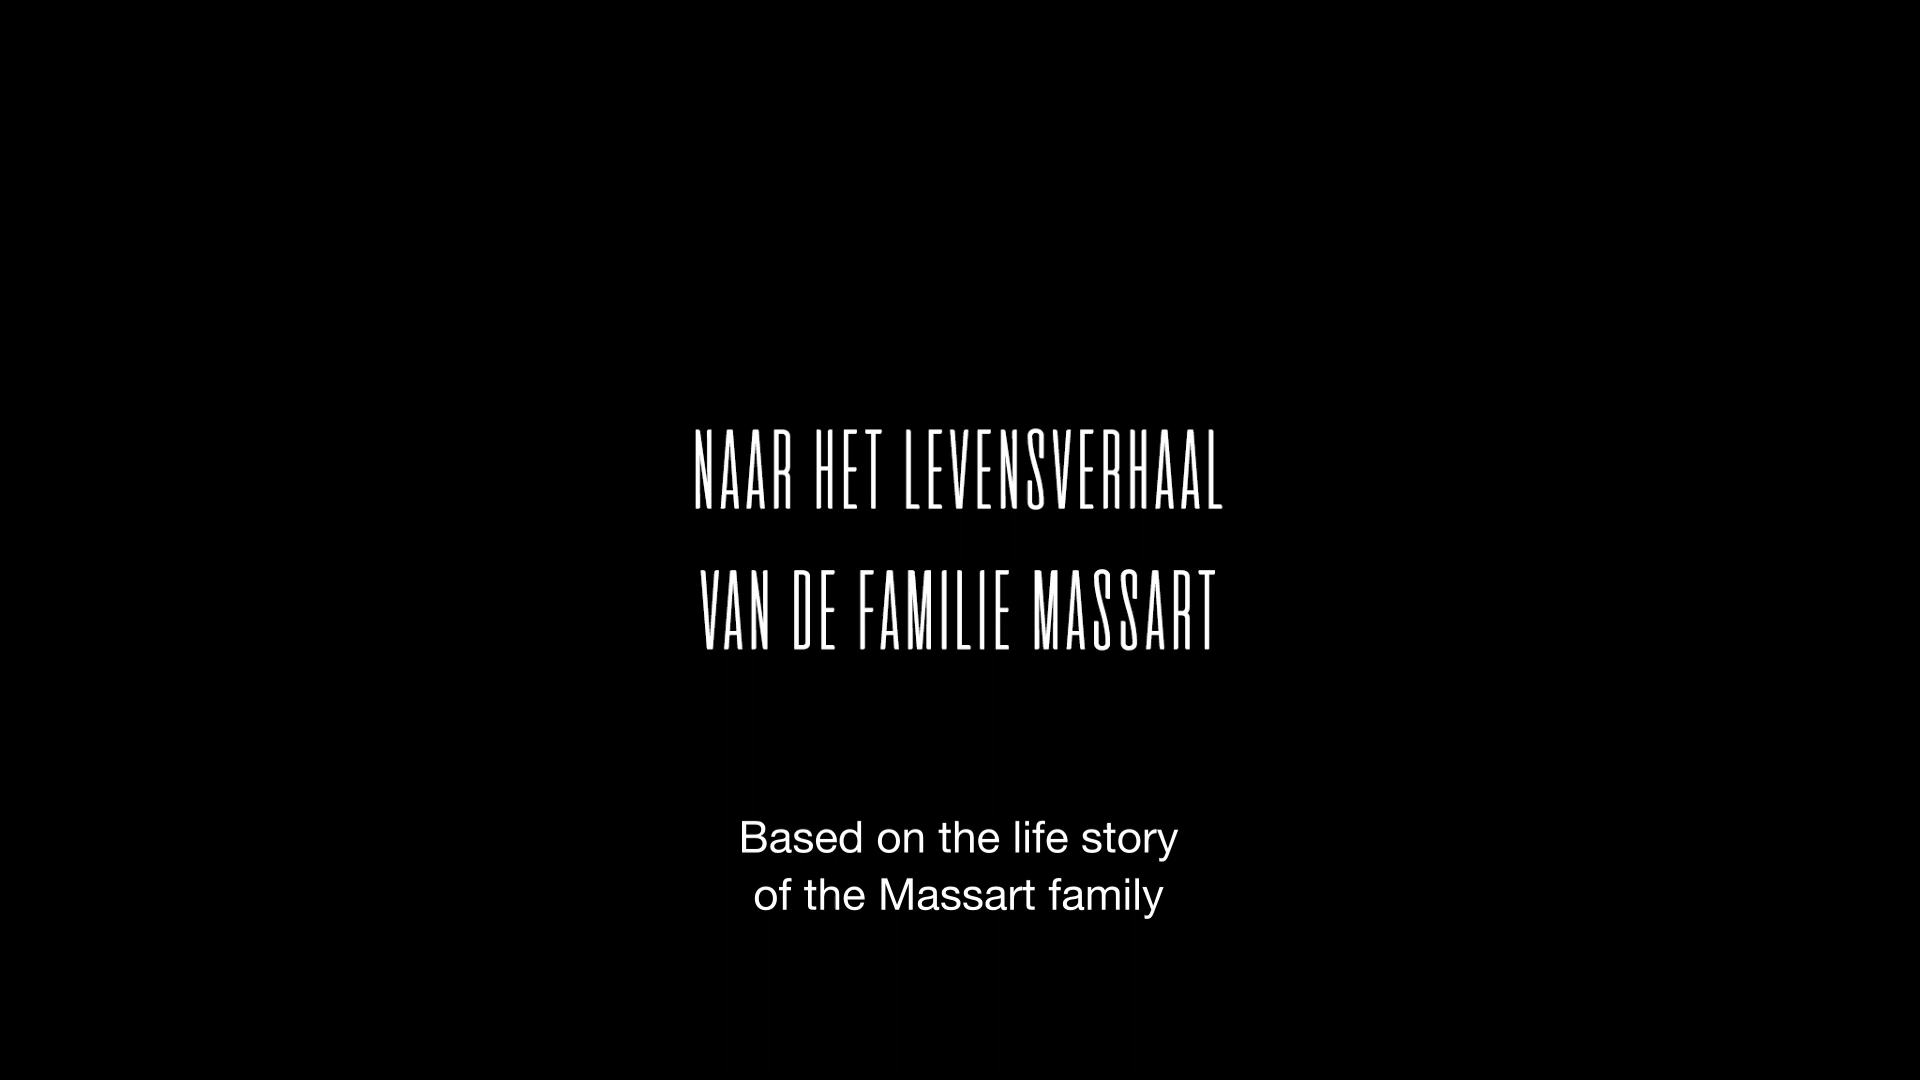 NAAR HET LEVENSVERHAAL
VAN DE FAMILIE MASSART
Based on the life story
of the Massart family